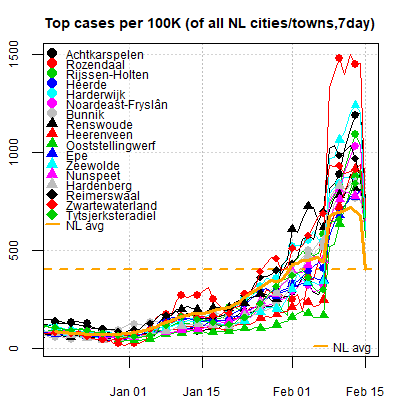 Top cases per 100K (of all NL cities/towns,7day)
1500
1000
500
0
Achtkarspelen
Rozendaal
Rijssen-Holten
Heerde
Harderwijk
Noardeast-Fryslân
Bunnik
Renswoude
Heerenveen
Ooststellingwerf
Epe
Zeewolde
Nunspeet
Hardenberg
Reimerswaal
Zwartewaterland
Tytsjerksteradiel
NL avg
NL avg
Jan 01
Jan 15
Feb 01
Feb 15